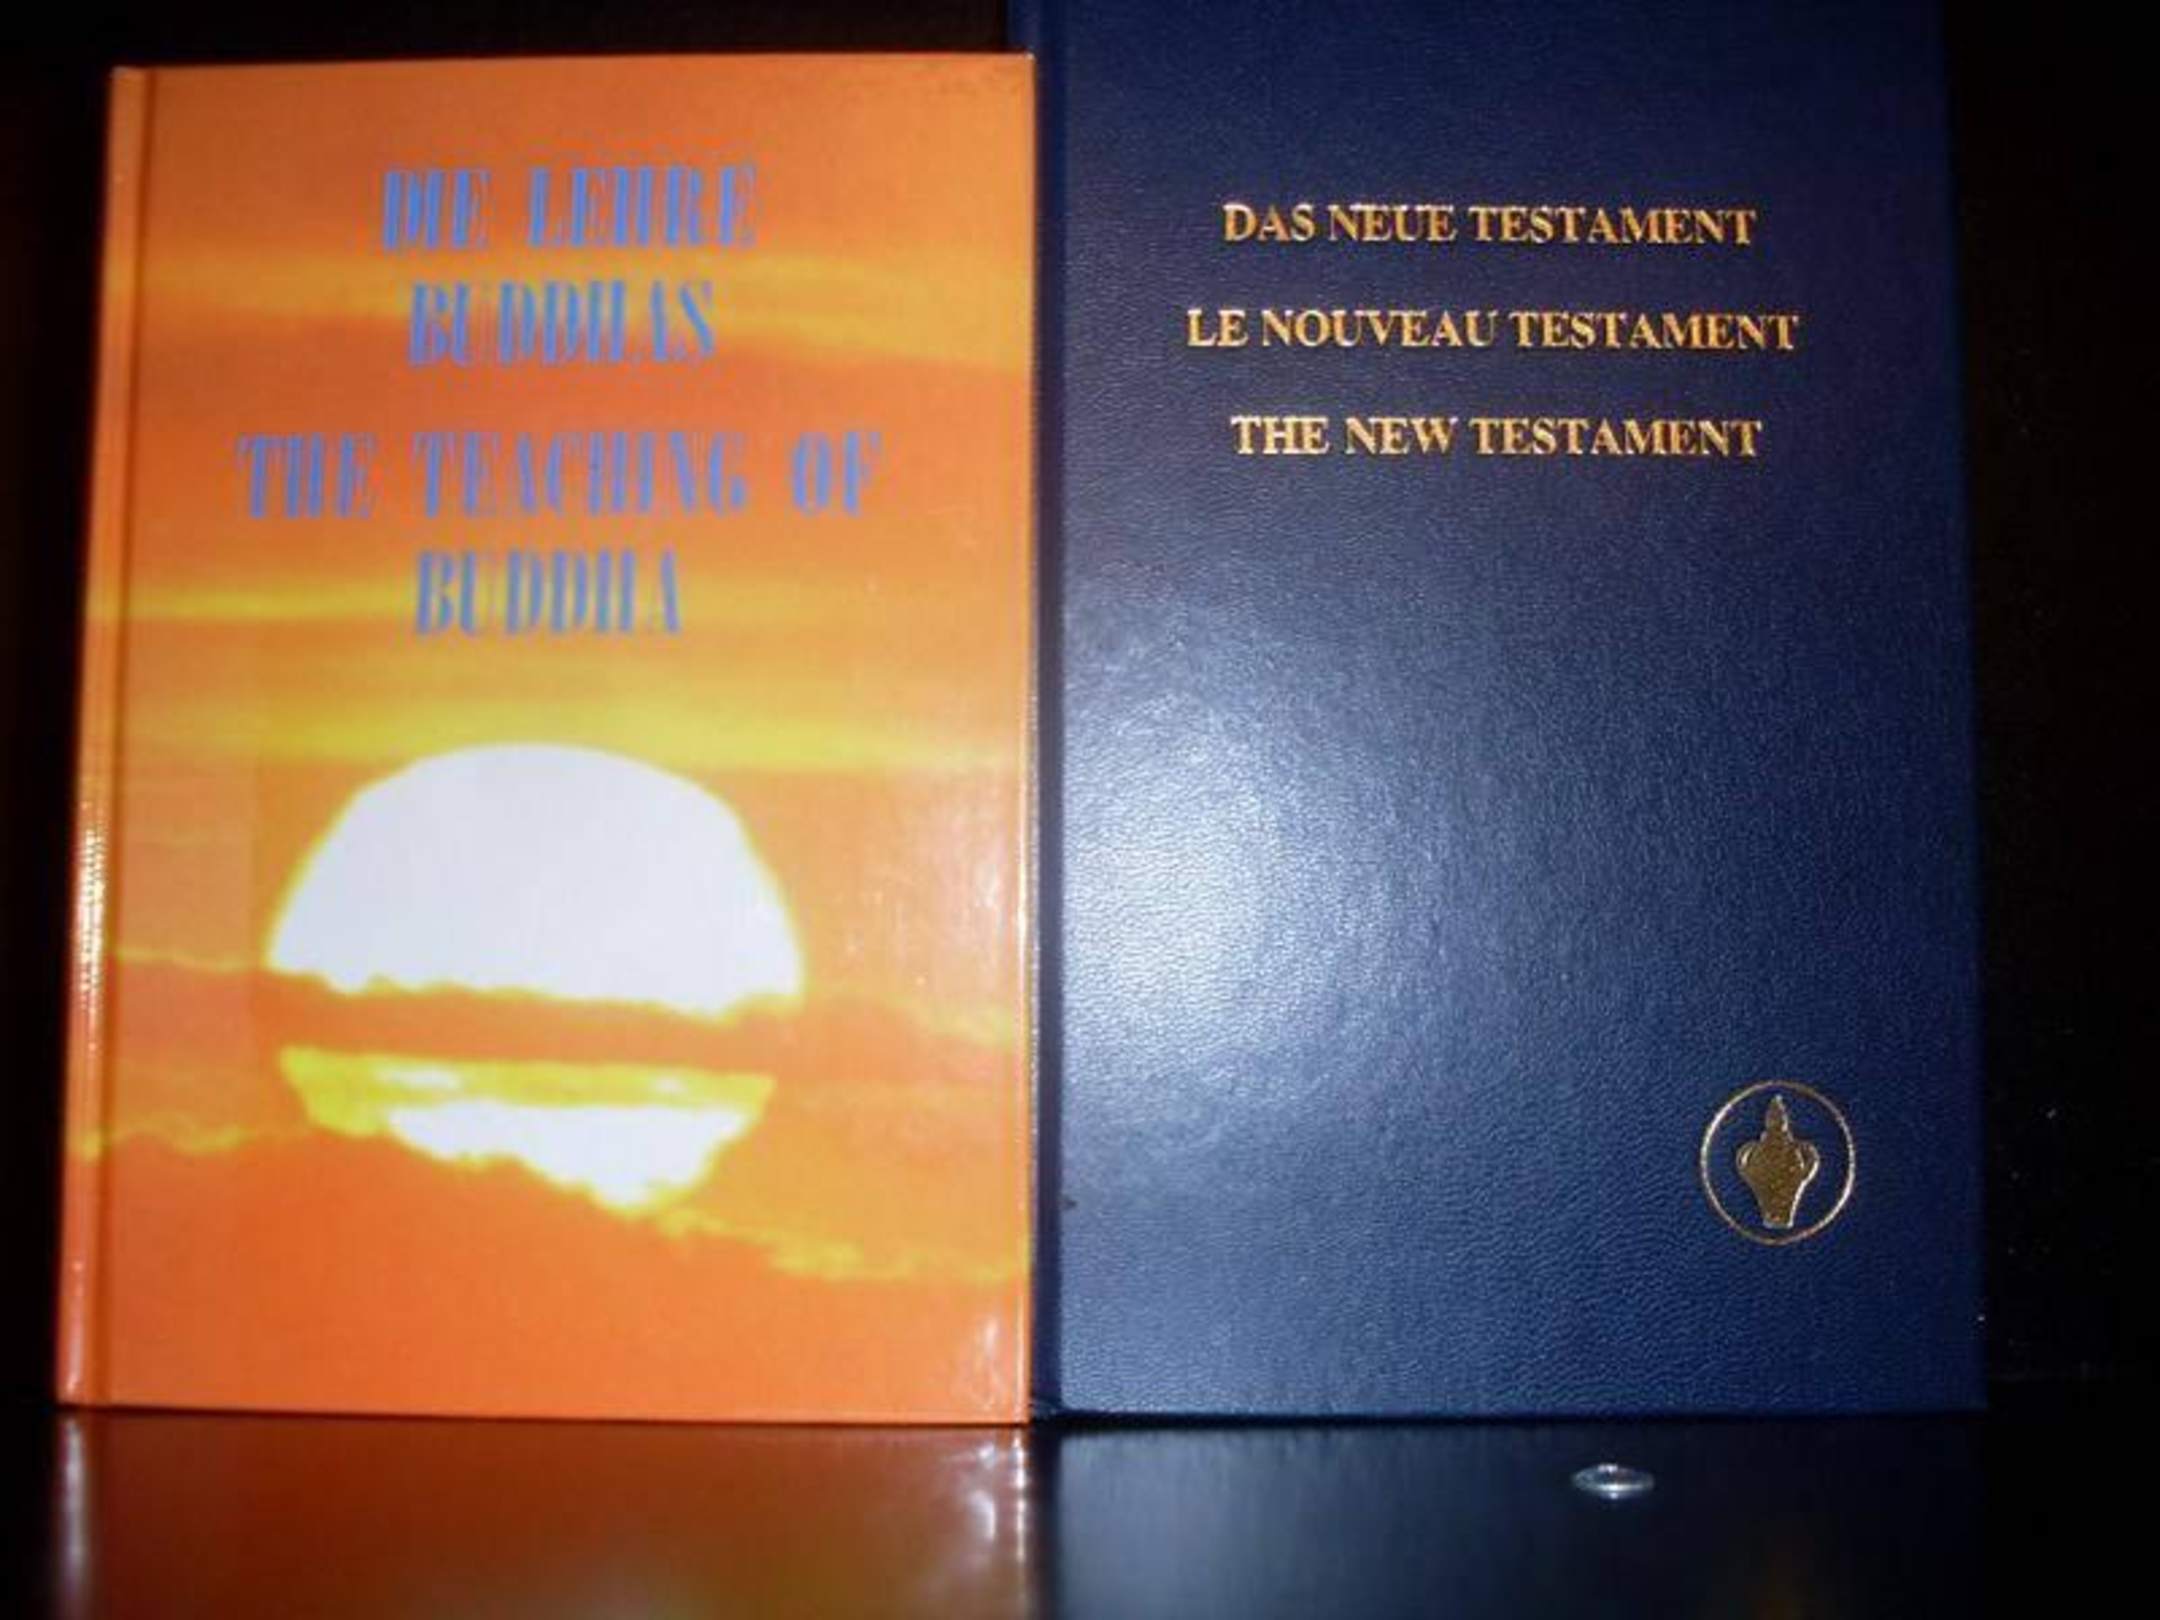 DIE LEHRE
BUDDHAS
THE TEACHING OF
BUDDHA
DAS NEUE TESTAMENT
LE NOUVEAU TESTAMENT
THE NEW TESTAMENT